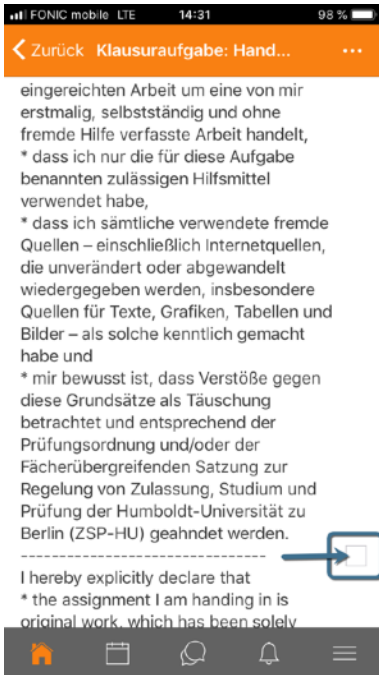 FONIC mobile LTE 14:31 98 %
Zurück Klausuraufgabe: Hand... ...
eingereichten Arbeit um eine von mir
erstmalig, selbstständig und ohne
fremde Hilfe verfasste Arbeit handelt,
* dass ich nur die für diese Aufgabe
benannten zulässigen Hilfsmittel
verwendet habe,
* dass ich sämtliche verwendete fremde
Quellen – einschließlich Internetquellen,
die unverändert oder abgewandelt
wiedergegeben werden, insbesondere
Quellen für Texte, Grafiken, Tabellen und
Bilder – als solche kenntlich gemacht
habe und
* mir bewusst ist, dass Verstöße gegen
diese Grundsätze als Täuschung
betrachtet und entsprechend der
Prüfungsordnung und/oder der
Fächerübergreifenden Satzung zur
Regelung von Zulassung, Studium und
Prüfung der Humboldt-Universität zu
Berlin (ZSP-HU) geahndet werden.
---------------------------------
I hereby explicitly declare that
* the assignment I am handing in is
original work, which has been solely